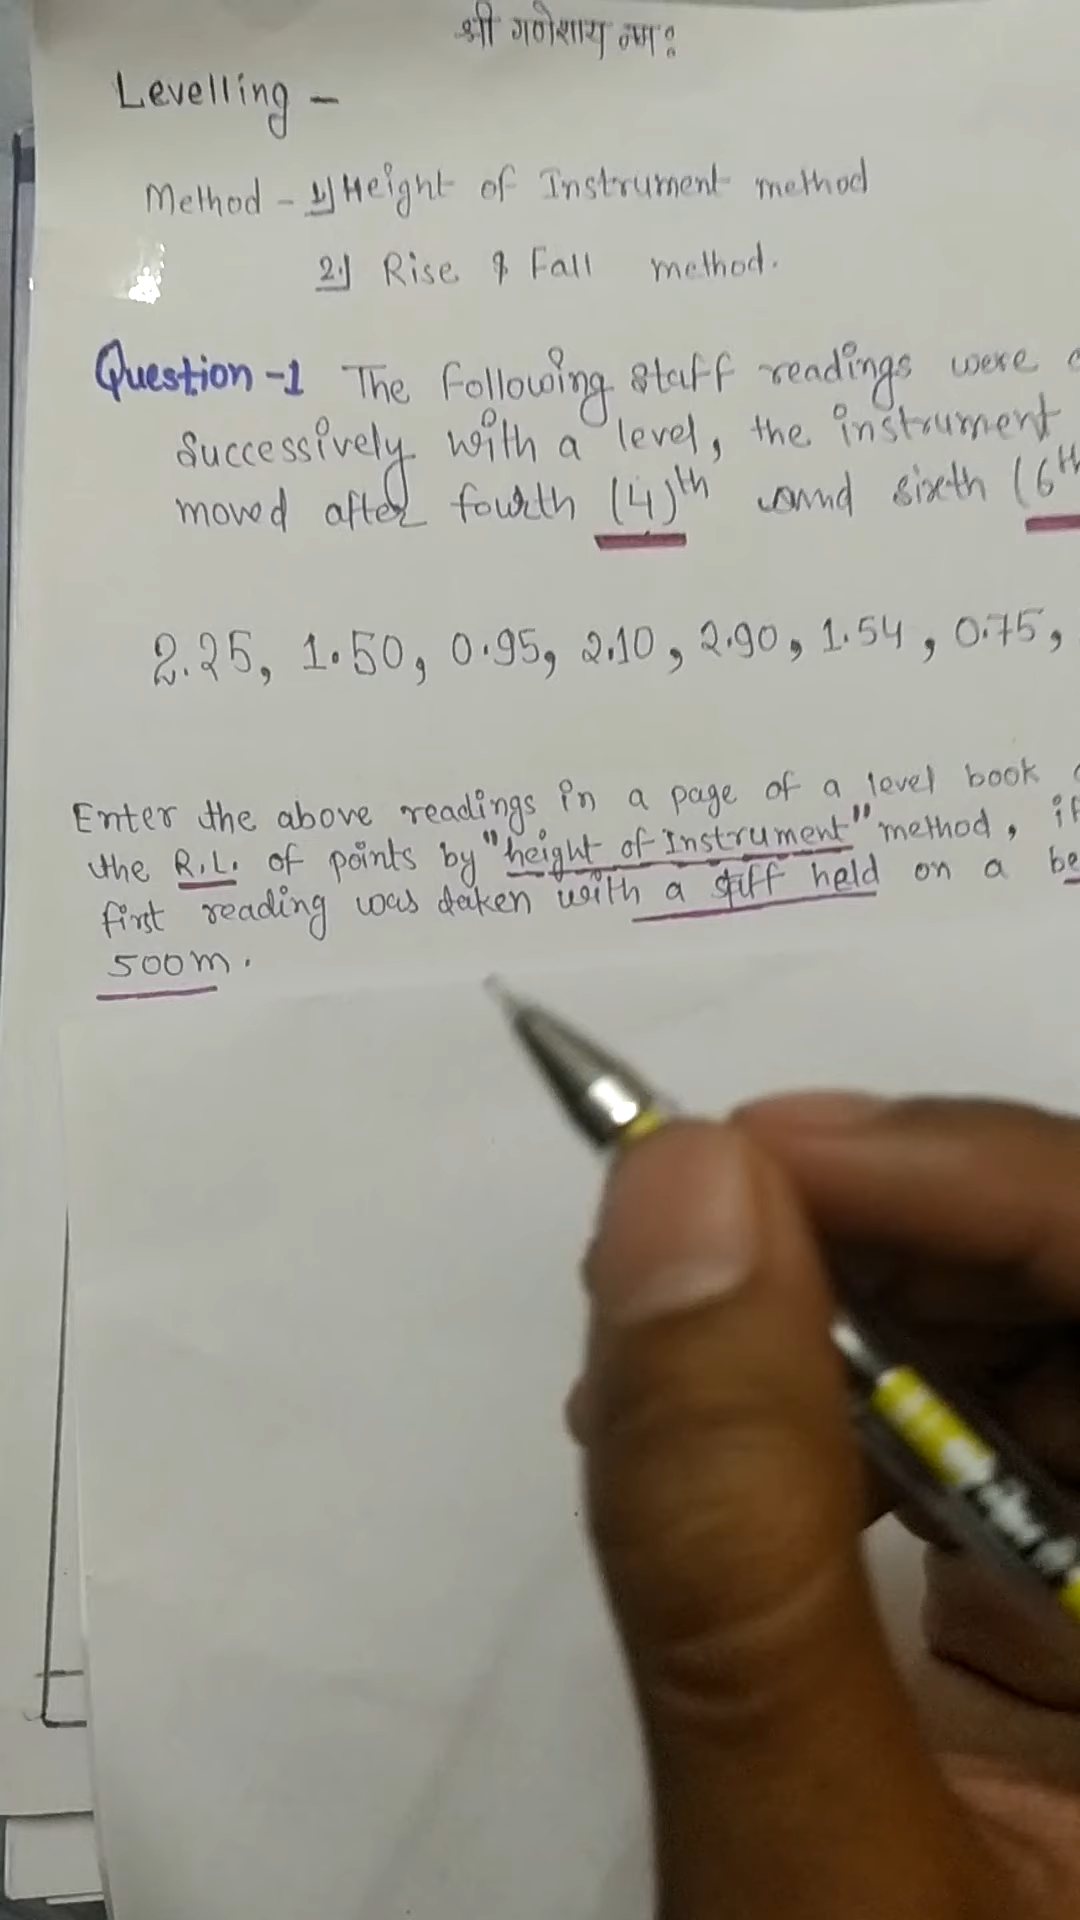 श्री गणेशाय नमः
Levelling -
Method - 1) Height of Instrument method
2.) Rise & Fall method.
Question-1 The following staff readings were
successively with a level, the instrument
moved after fourth (4)th and sixth (6th
2.25, 1.50, 0.95, 2.10, 2.90, 1.54, 0.75,
Enter the above readings in a page of a level book
the R.L. of points by "height of Instrument" method, if
first reading was taken with a staff held on a be
500m.